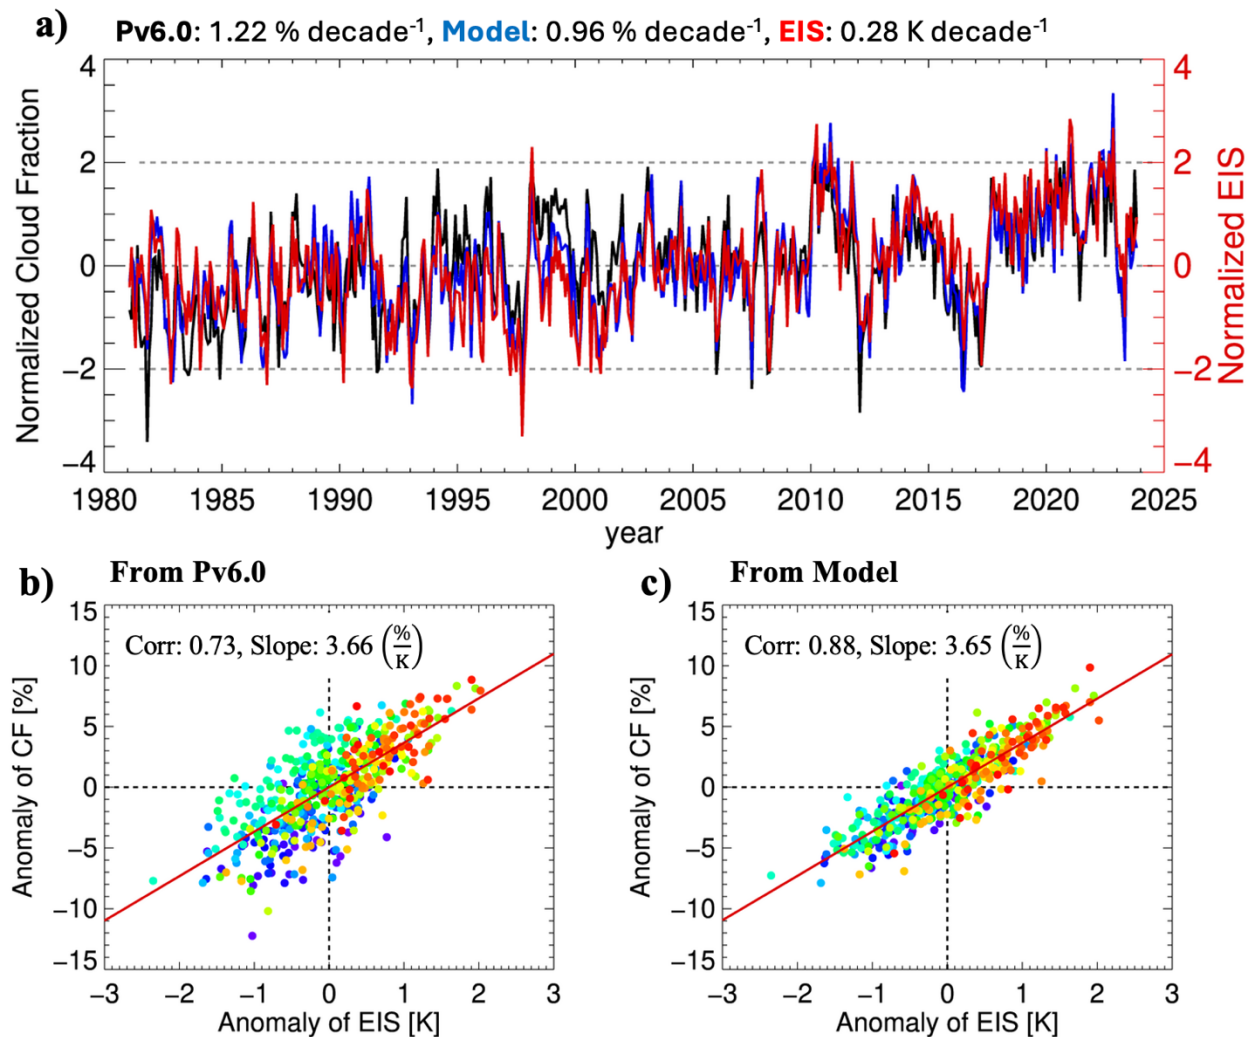 a) Pv6.0: 1.22 % decade⁻¹, Model: 0.96 % decade⁻¹, EIS: 0.28 K decade⁻¹
Normalized Cloud Fraction
4
2
0
−2
−4
4
2
0
−2
−4
Normalized EIS
1980 1985 1990 1995 2000 2005 2010 2015 2020 2025
year
b) From Pv6.0
Corr: 0.73, Slope: 3.66 (%/K)
Anomaly of CF [%]
15
10
5
0
−5
−10
−15
−3 −2 −1 0 1 2 3
Anomaly of EIS [K]
c) From Model
Corr: 0.88, Slope: 3.65 (%/K)
Anomaly of CF [%]
15
10
5
0
−5
−10
−15
−3 −2 −1 0 1 2 3
Anomaly of EIS [K]